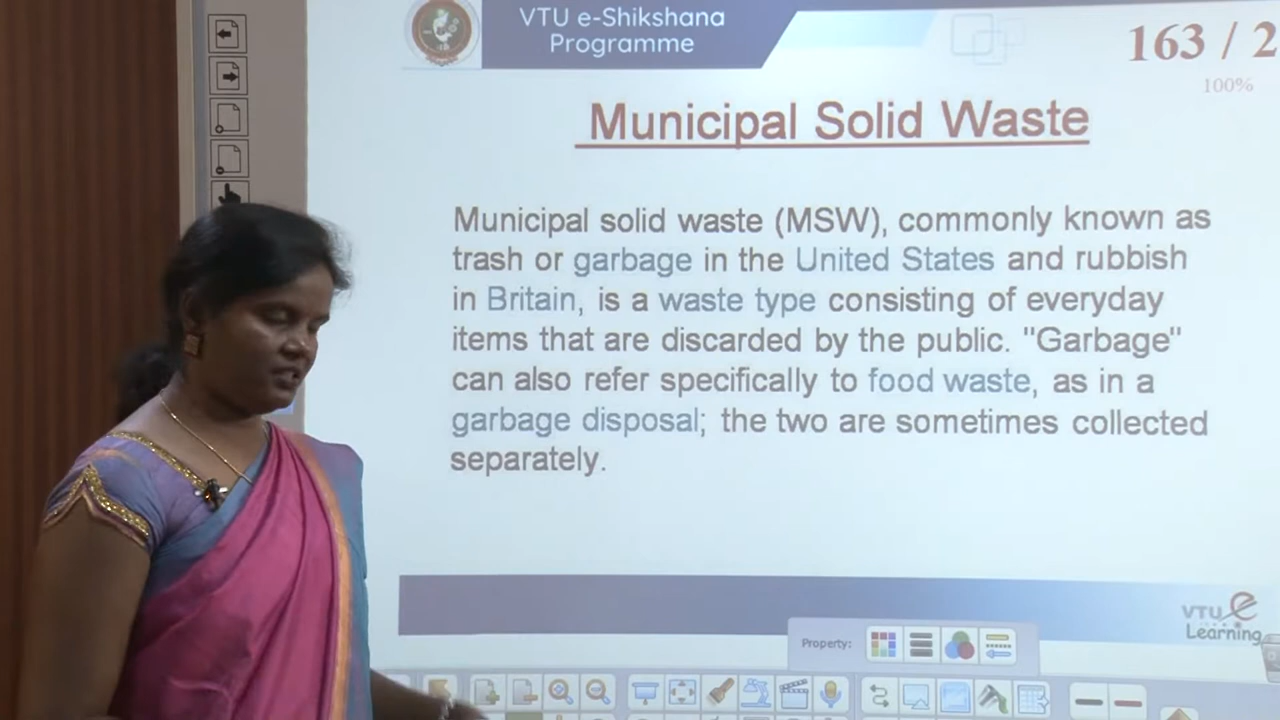 VTU e-Shikshana
Programme
163 / 2
100%
Municipal Solid Waste
Municipal solid waste (MSW), commonly known as
trash or garbage in the United States and rubbish
in Britain, is a waste type consisting of everyday
items that are discarded by the public. "Garbage"
can also refer specifically to food waste, as in a
garbage disposal; the two are sometimes collected
separately.
VTU e
Learning
Property: